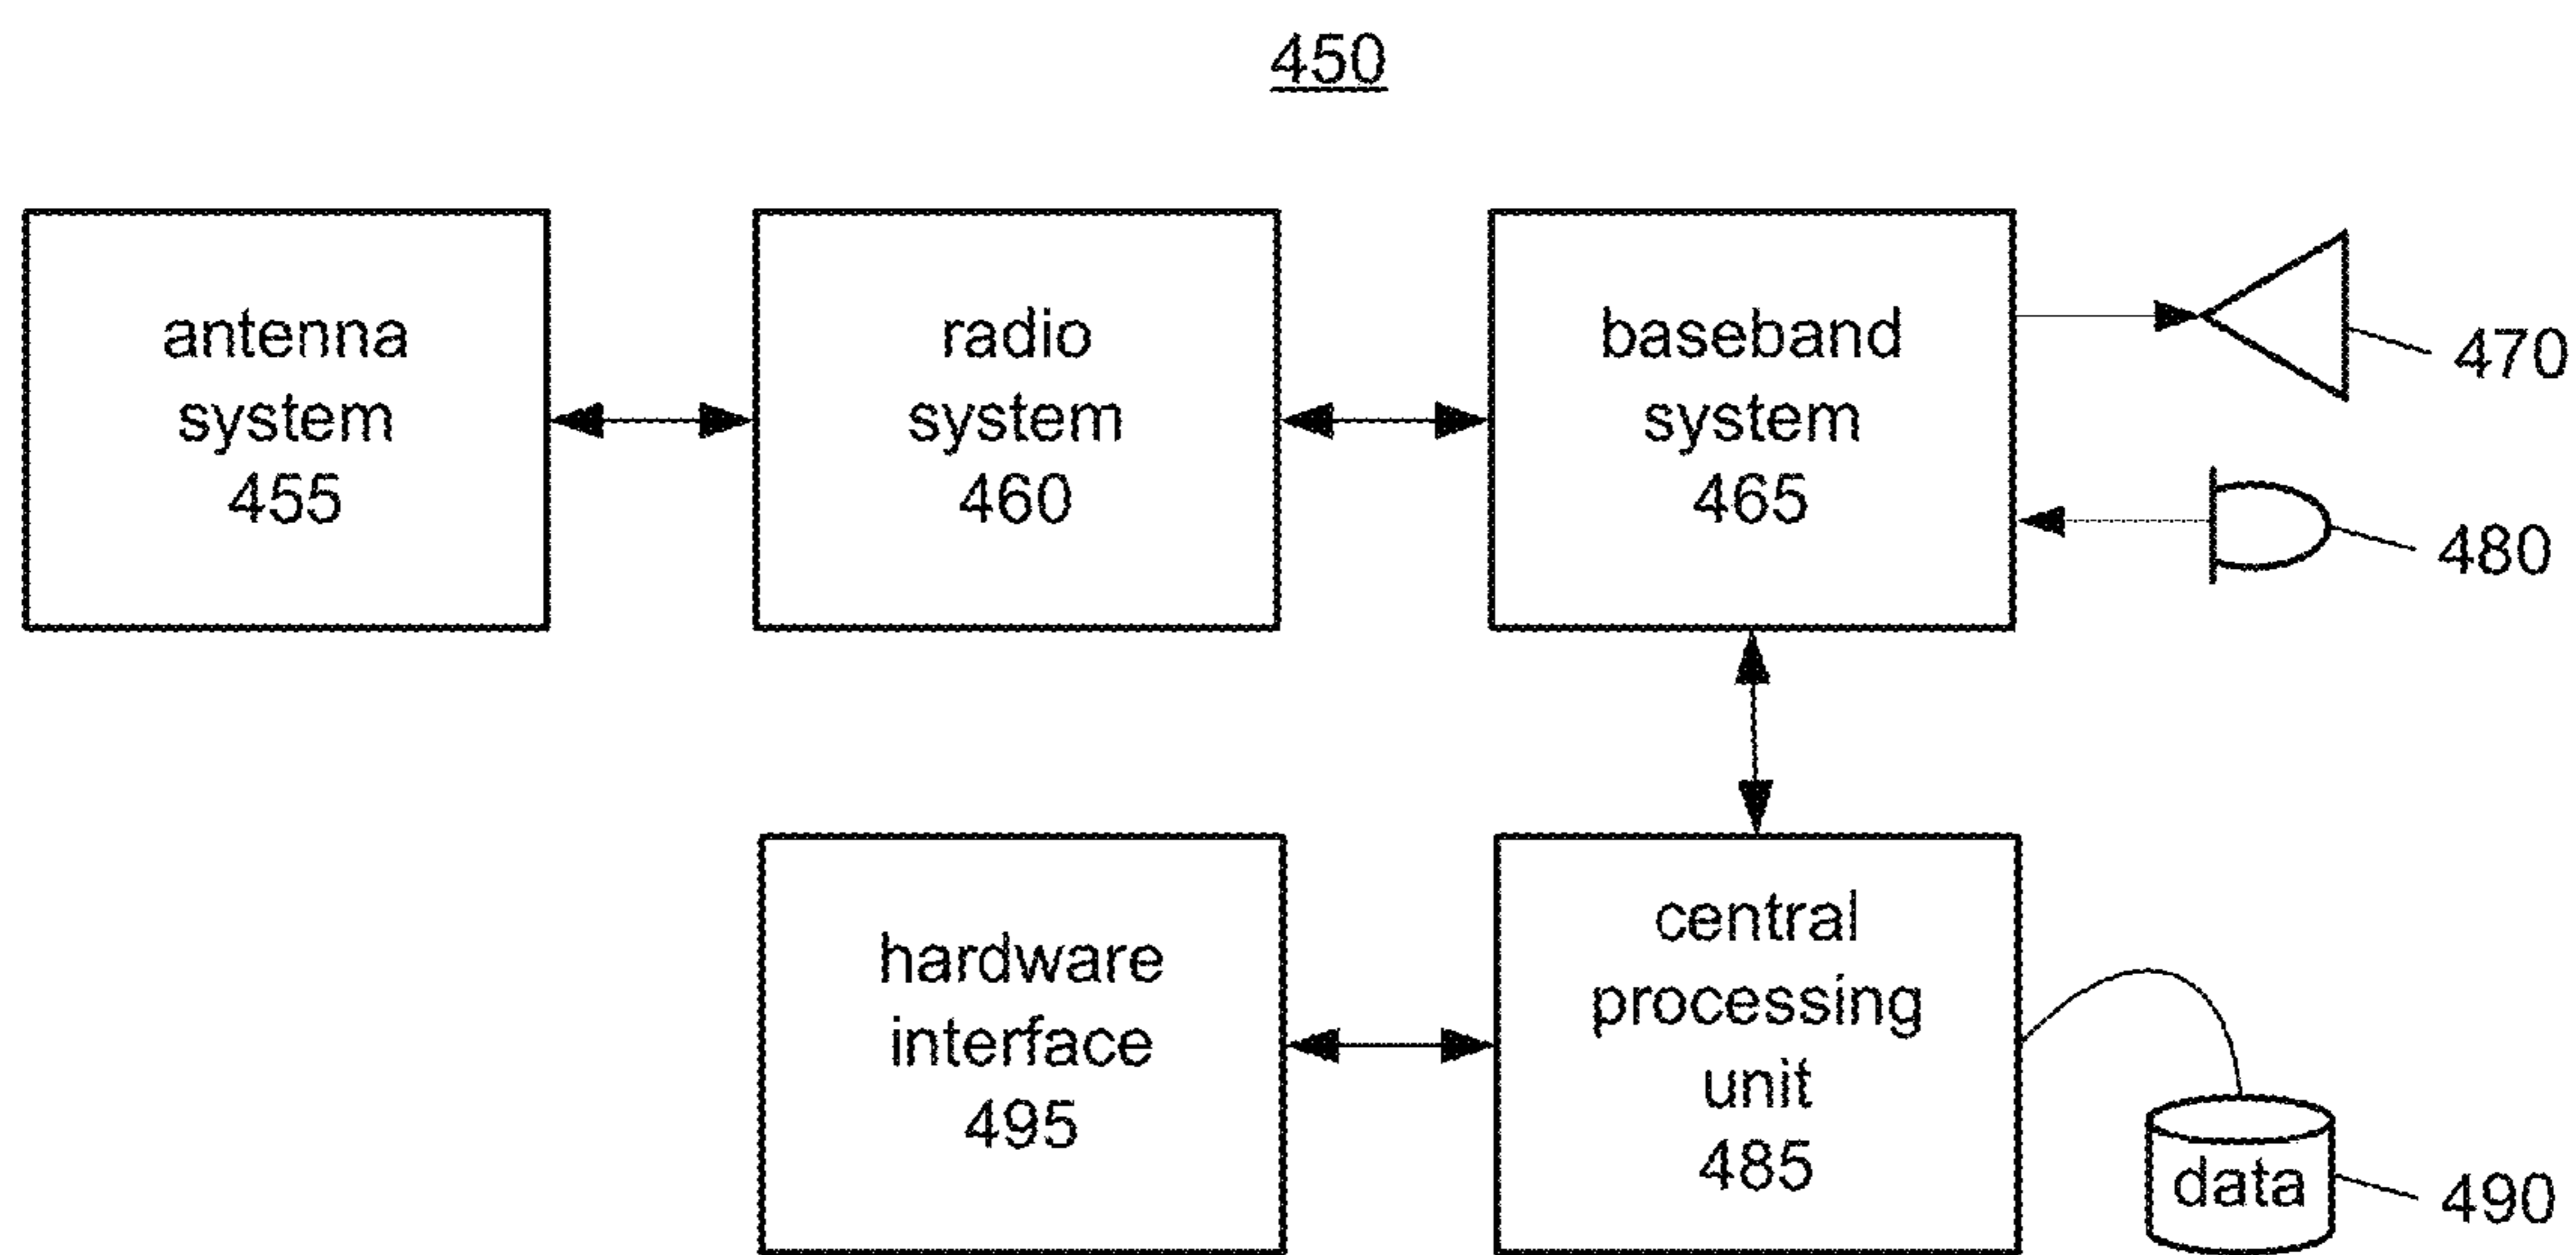 450
antenna
system
455
radio
system
460
baseband
system
465
470
480
hardware
interface
495
central
processing
unit
485
data
490